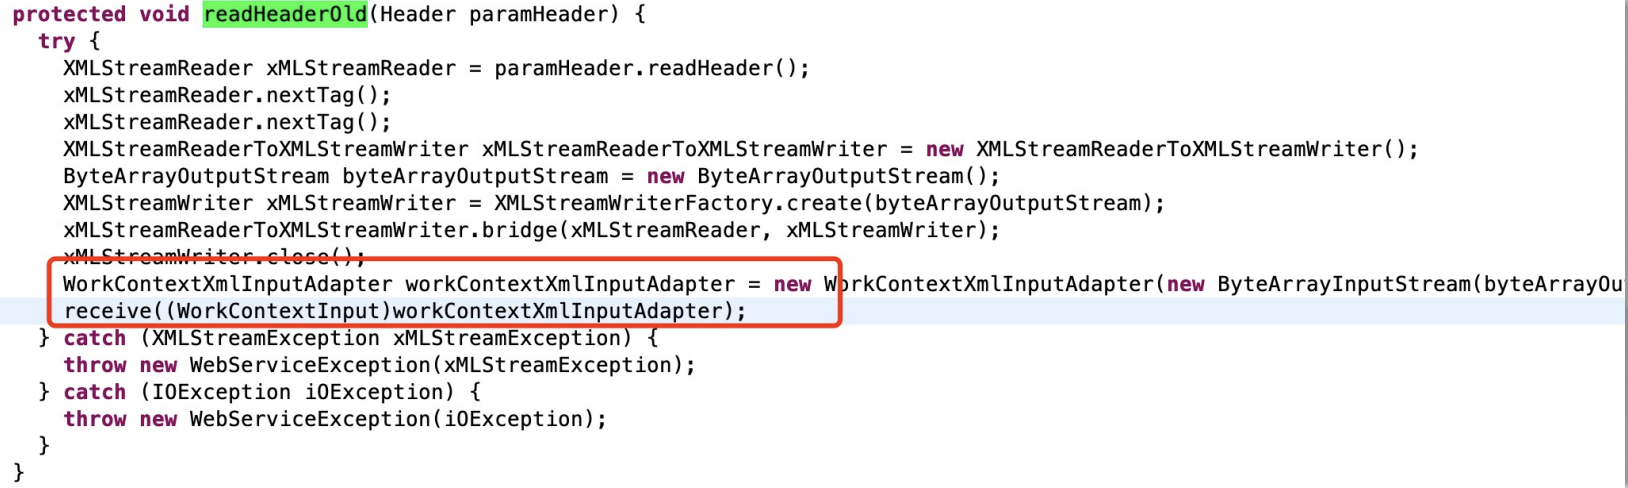 protected void readHeaderOld(Header paramHeader) {
try {
XMLStreamReader xMLStreamReader = paramHeader.readHeader();
xMLStreamReader.nextTag();
xMLStreamReader.nextTag();
XMLStreamReaderToXMLStreamWriter xMLStreamReaderToXMLStreamWriter = new XMLStreamReaderToXMLStreamWriter();
ByteArrayOutputStream byteArrayOutputStream = new ByteArrayOutputStream();
XMLStreamWriter xMLStreamWriter = XMLStreamWriterFactory.create(byteArrayOutputStream);
xMLStreamReaderToXMLStreamWriter.bridge(xMLStreamReader, xMLStreamWriter);
xMLStreamWriter.close();
WorkContextXmlInputAdapter workContextXmlInputAdapter = new WorkContextXmlInputAdapter(new ByteArrayInputStream(byteArrayOu
receive((WorkContextInput)workContextXmlInputAdapter);
} catch (XMLStreamException xMLStreamException) {
throw new WebServiceException(xMLStreamException);
} catch (IOException iOException) {
throw new WebServiceException(iOException);
}
}